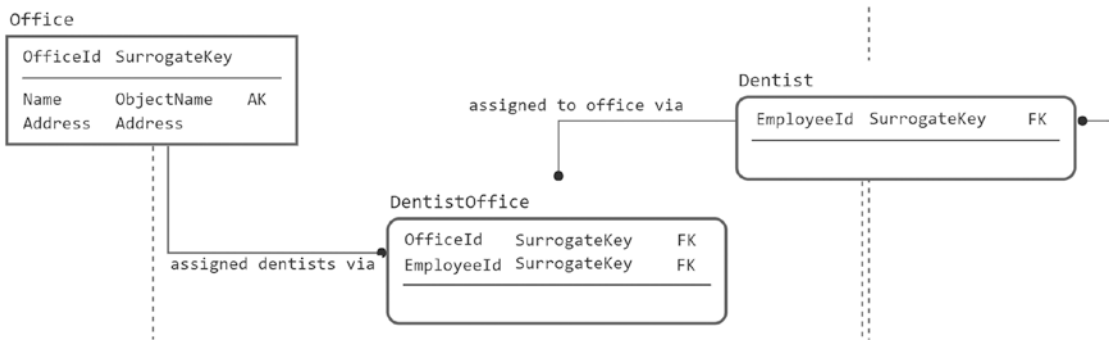 Office
OfficeId SurrogateKey
Name ObjectName AK
Address Address
assigned to office via
Dentist
EmployeeId SurrogateKey FK
DentistOffice
OfficeId SurrogateKey FK
EmployeeId SurrogateKey FK
assigned dentists via